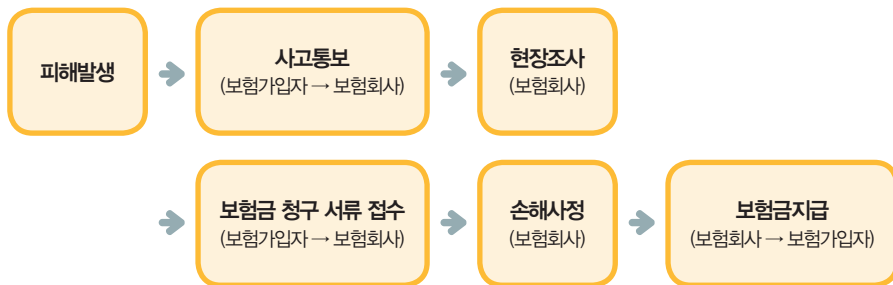 피해발생
사고통보
(보험가입자 → 보험회사)
현장조사
(보험회사)
보험금 청구 서류 접수
(보험가입자 → 보험회사)
손해사정
(보험회사)
보험금지급
(보험회사 → 보험가입자)